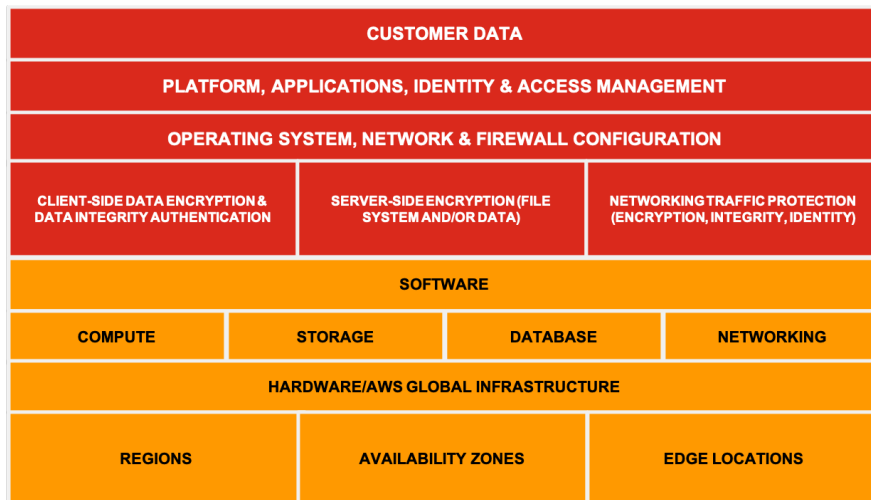 CUSTOMER DATA
PLATFORM, APPLICATIONS, IDENTITY & ACCESS MANAGEMENT
OPERATING SYSTEM, NETWORK & FIREWALL CONFIGURATION
CLIENT-SIDE DATA ENCRYPTION &
DATA INTEGRITY AUTHENTICATION
SERVER-SIDE ENCRYPTION (FILE
SYSTEM AND/OR DATA)
NETWORKING TRAFFIC PROTECTION
(ENCRYPTION, INTEGRITY, IDENTITY)
SOFTWARE
COMPUTE
STORAGE
DATABASE
NETWORKING
HARDWARE/AWS GLOBAL INFRASTRUCTURE
REGIONS
AVAILABILITY ZONES
EDGE LOCATIONS